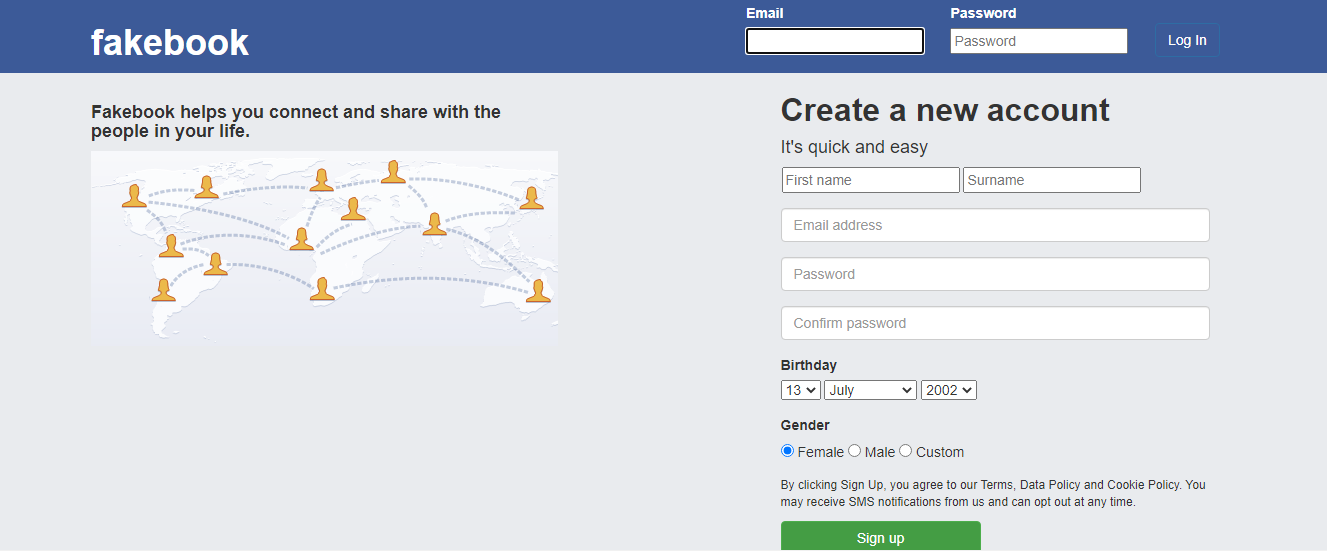 Email Password
fakebook
Password
Log In
Fakebook helps you connect and share with the
people in your life.
Create a new account
It's quick and easy
First name Surname
Email address
Password
Confirm password
Birthday
13 July 2002
Gender
Female Male Custom
By clicking Sign Up, you agree to our Terms, Data Policy and Cookie Policy. You
may receive SMS notifications from us and can opt out at any time.
Sign up